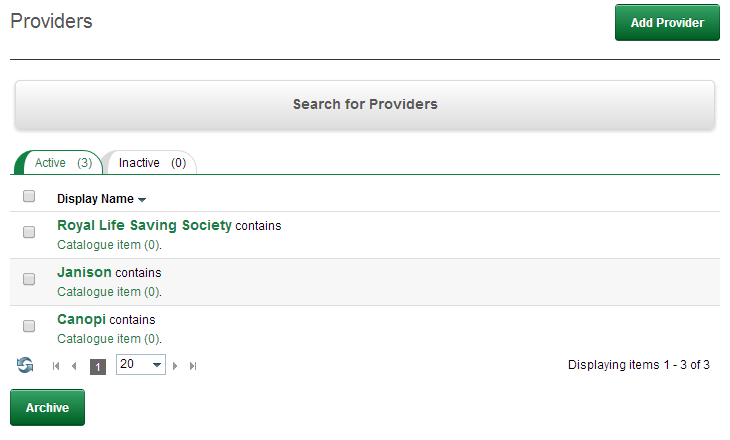 Providers
Add Provider
Search for Providers
Active (3) Inactive (0)
Display Name
Royal Life Saving Society contains
Catalogue item (0).
Janison contains
Catalogue item (0).
Canopi contains
Catalogue item (0).
1 20 Displaying items 1 - 3 of 3
Archive